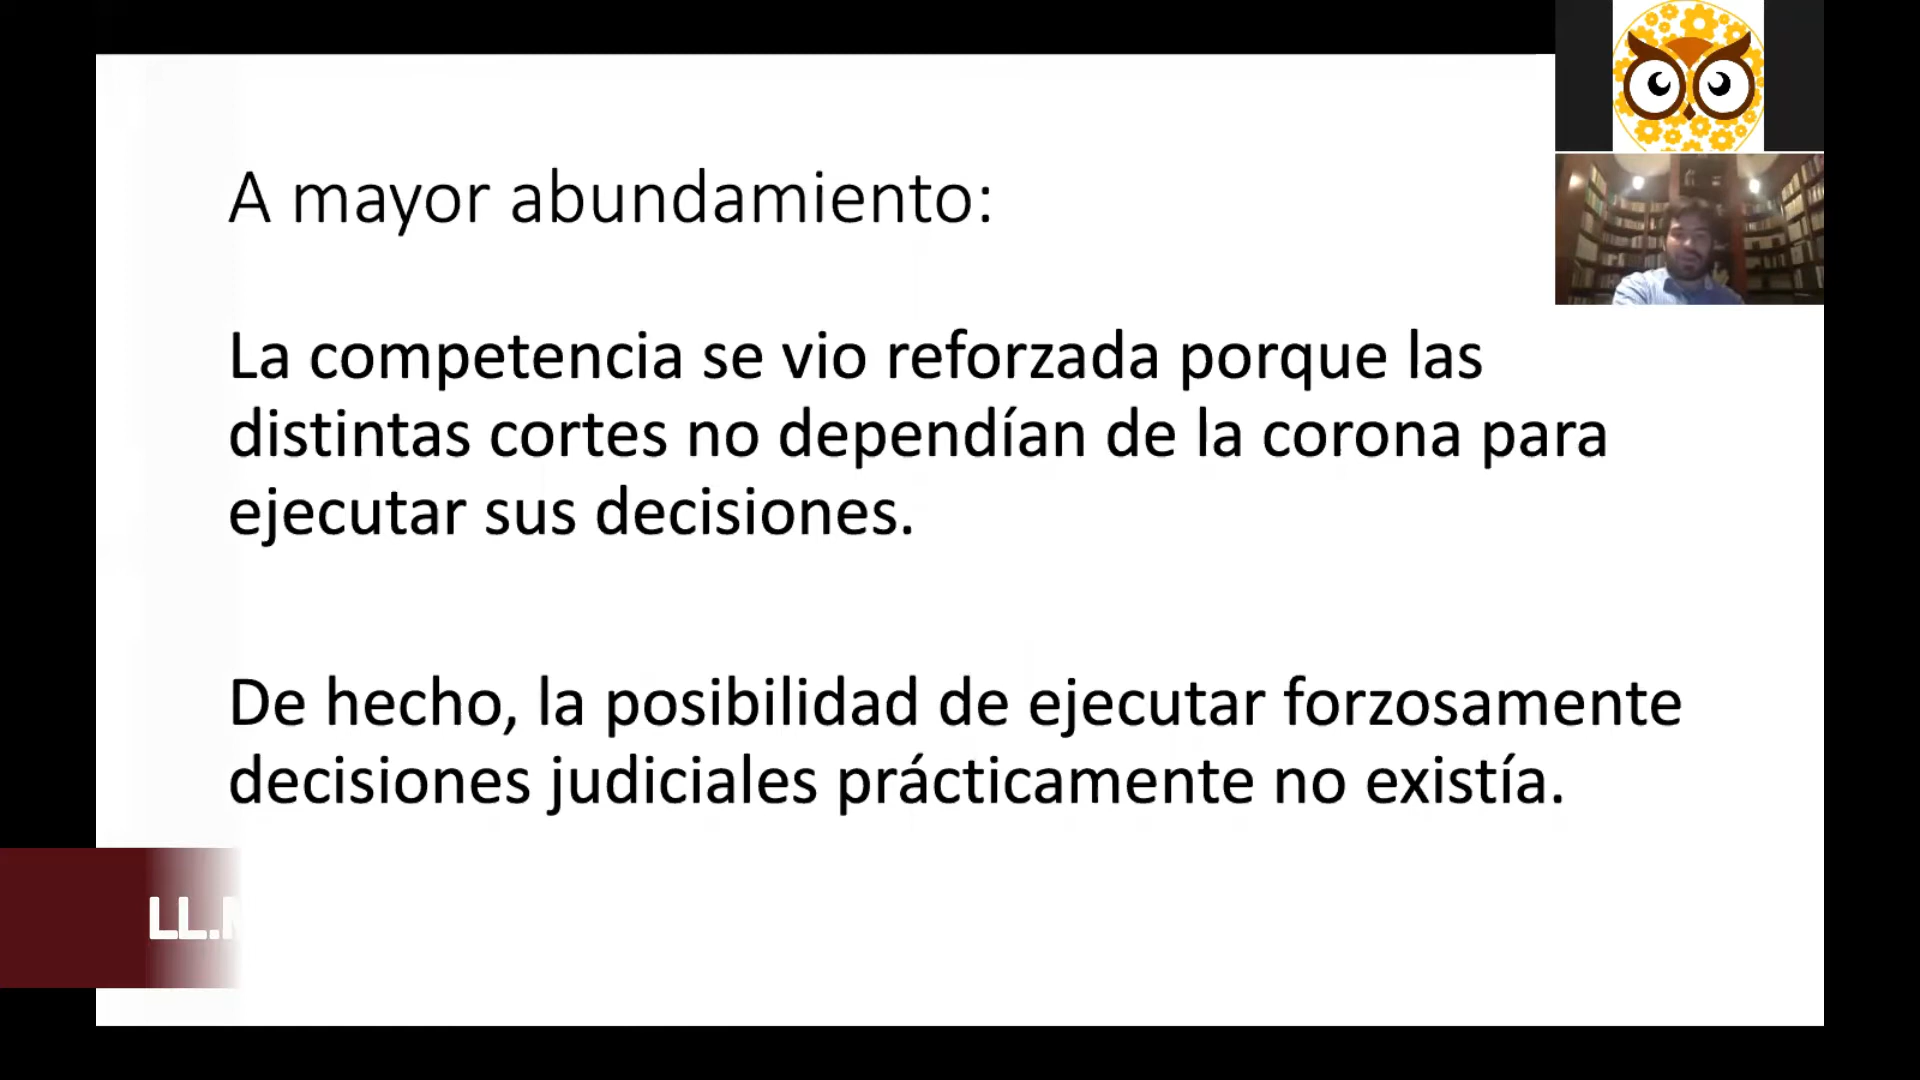 A mayor abundamiento:
La competencia se vio reforzada porque las
distintas cortes no dependían de la corona para
ejecutar sus decisiones.
De hecho, la posibilidad de ejecutar forzosamente
decisiones judiciales prácticamente no existía.